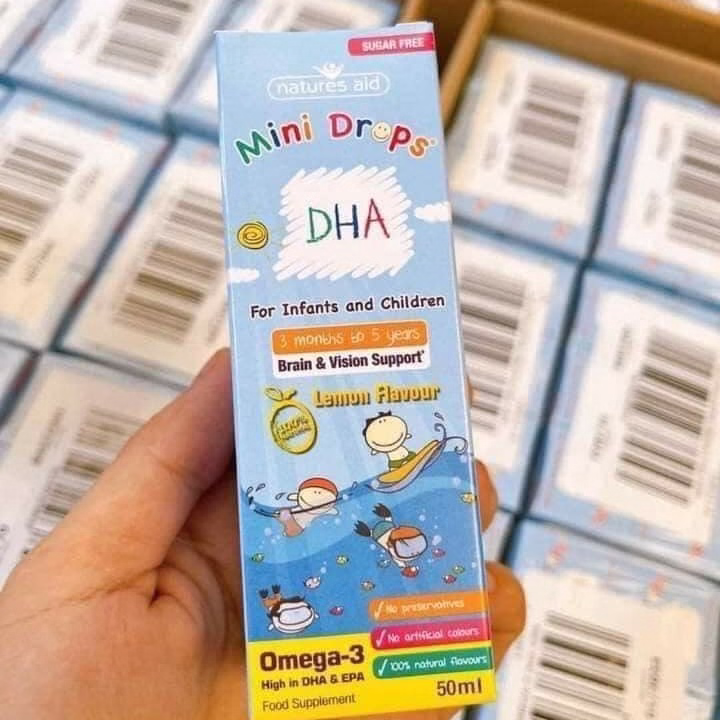 SUGAR FREE
natures aid
Mini Drops
DHA
For Infants and Children
3 months to 5 years
Brain & Vision Support*
Lemon Flavour
No preservatives
No artificial colours
100% natural flavours
Omega-3
High in DHA & EPA
Food Supplement
50ml